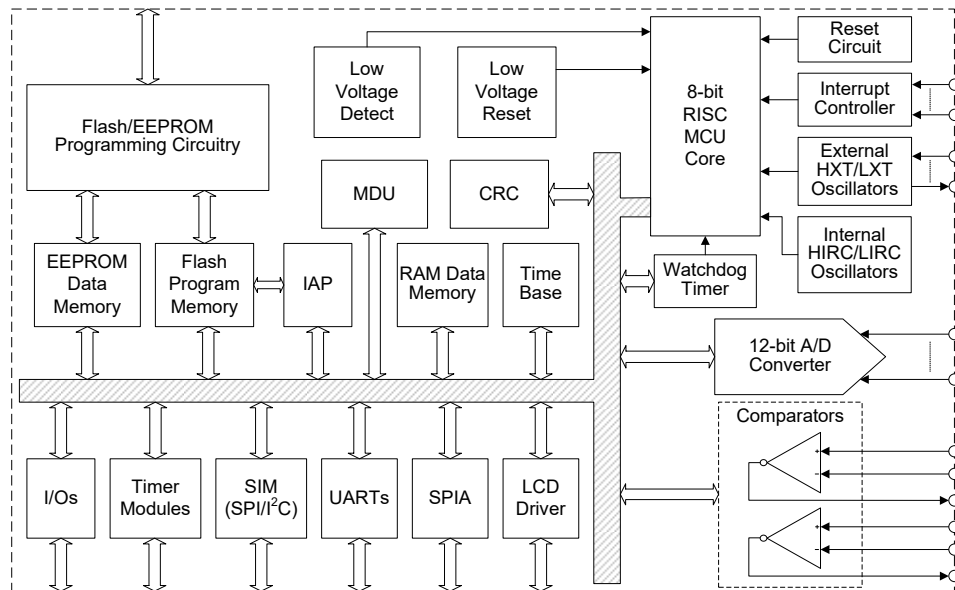 Low
Voltage
Detect
Low
Voltage
Reset
8-bit
RISC
MCU
Core
Reset
Circuit
Interrupt
Controller
External
HXT/LXT
Oscillators
Internal
HIRC/LIRC
Oscillators
Flash/EEPROM
Programming Circuitry
MDU
CRC
EEPROM
Data
Memory
Flash
Program
Memory
IAP
RAM Data
Memory
Time
Base
Watchdog
Timer
12-bit A/D
Converter
Comparators
+
-
+
-
I/Os
Timer
Modules
SIM
(SPI/I²C)
UARTs
SPIA
LCD
Driver